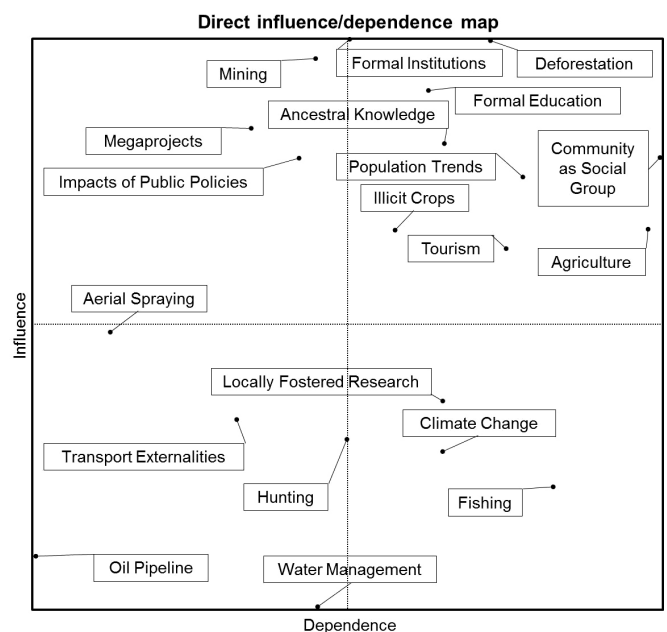 Direct influence/dependence map
Mining
Formal Institutions
Deforestation
Formal Education
Ancestral Knowledge
Megaprojects
Community
as Social
Group
Population Trends
Impacts of Public Policies
Illicit Crops
Tourism
Agriculture
Aerial Spraying
Influence
Locally Fostered Research
Climate Change
Transport Externalities
Hunting
Fishing
Oil Pipeline
Water Management
Dependence